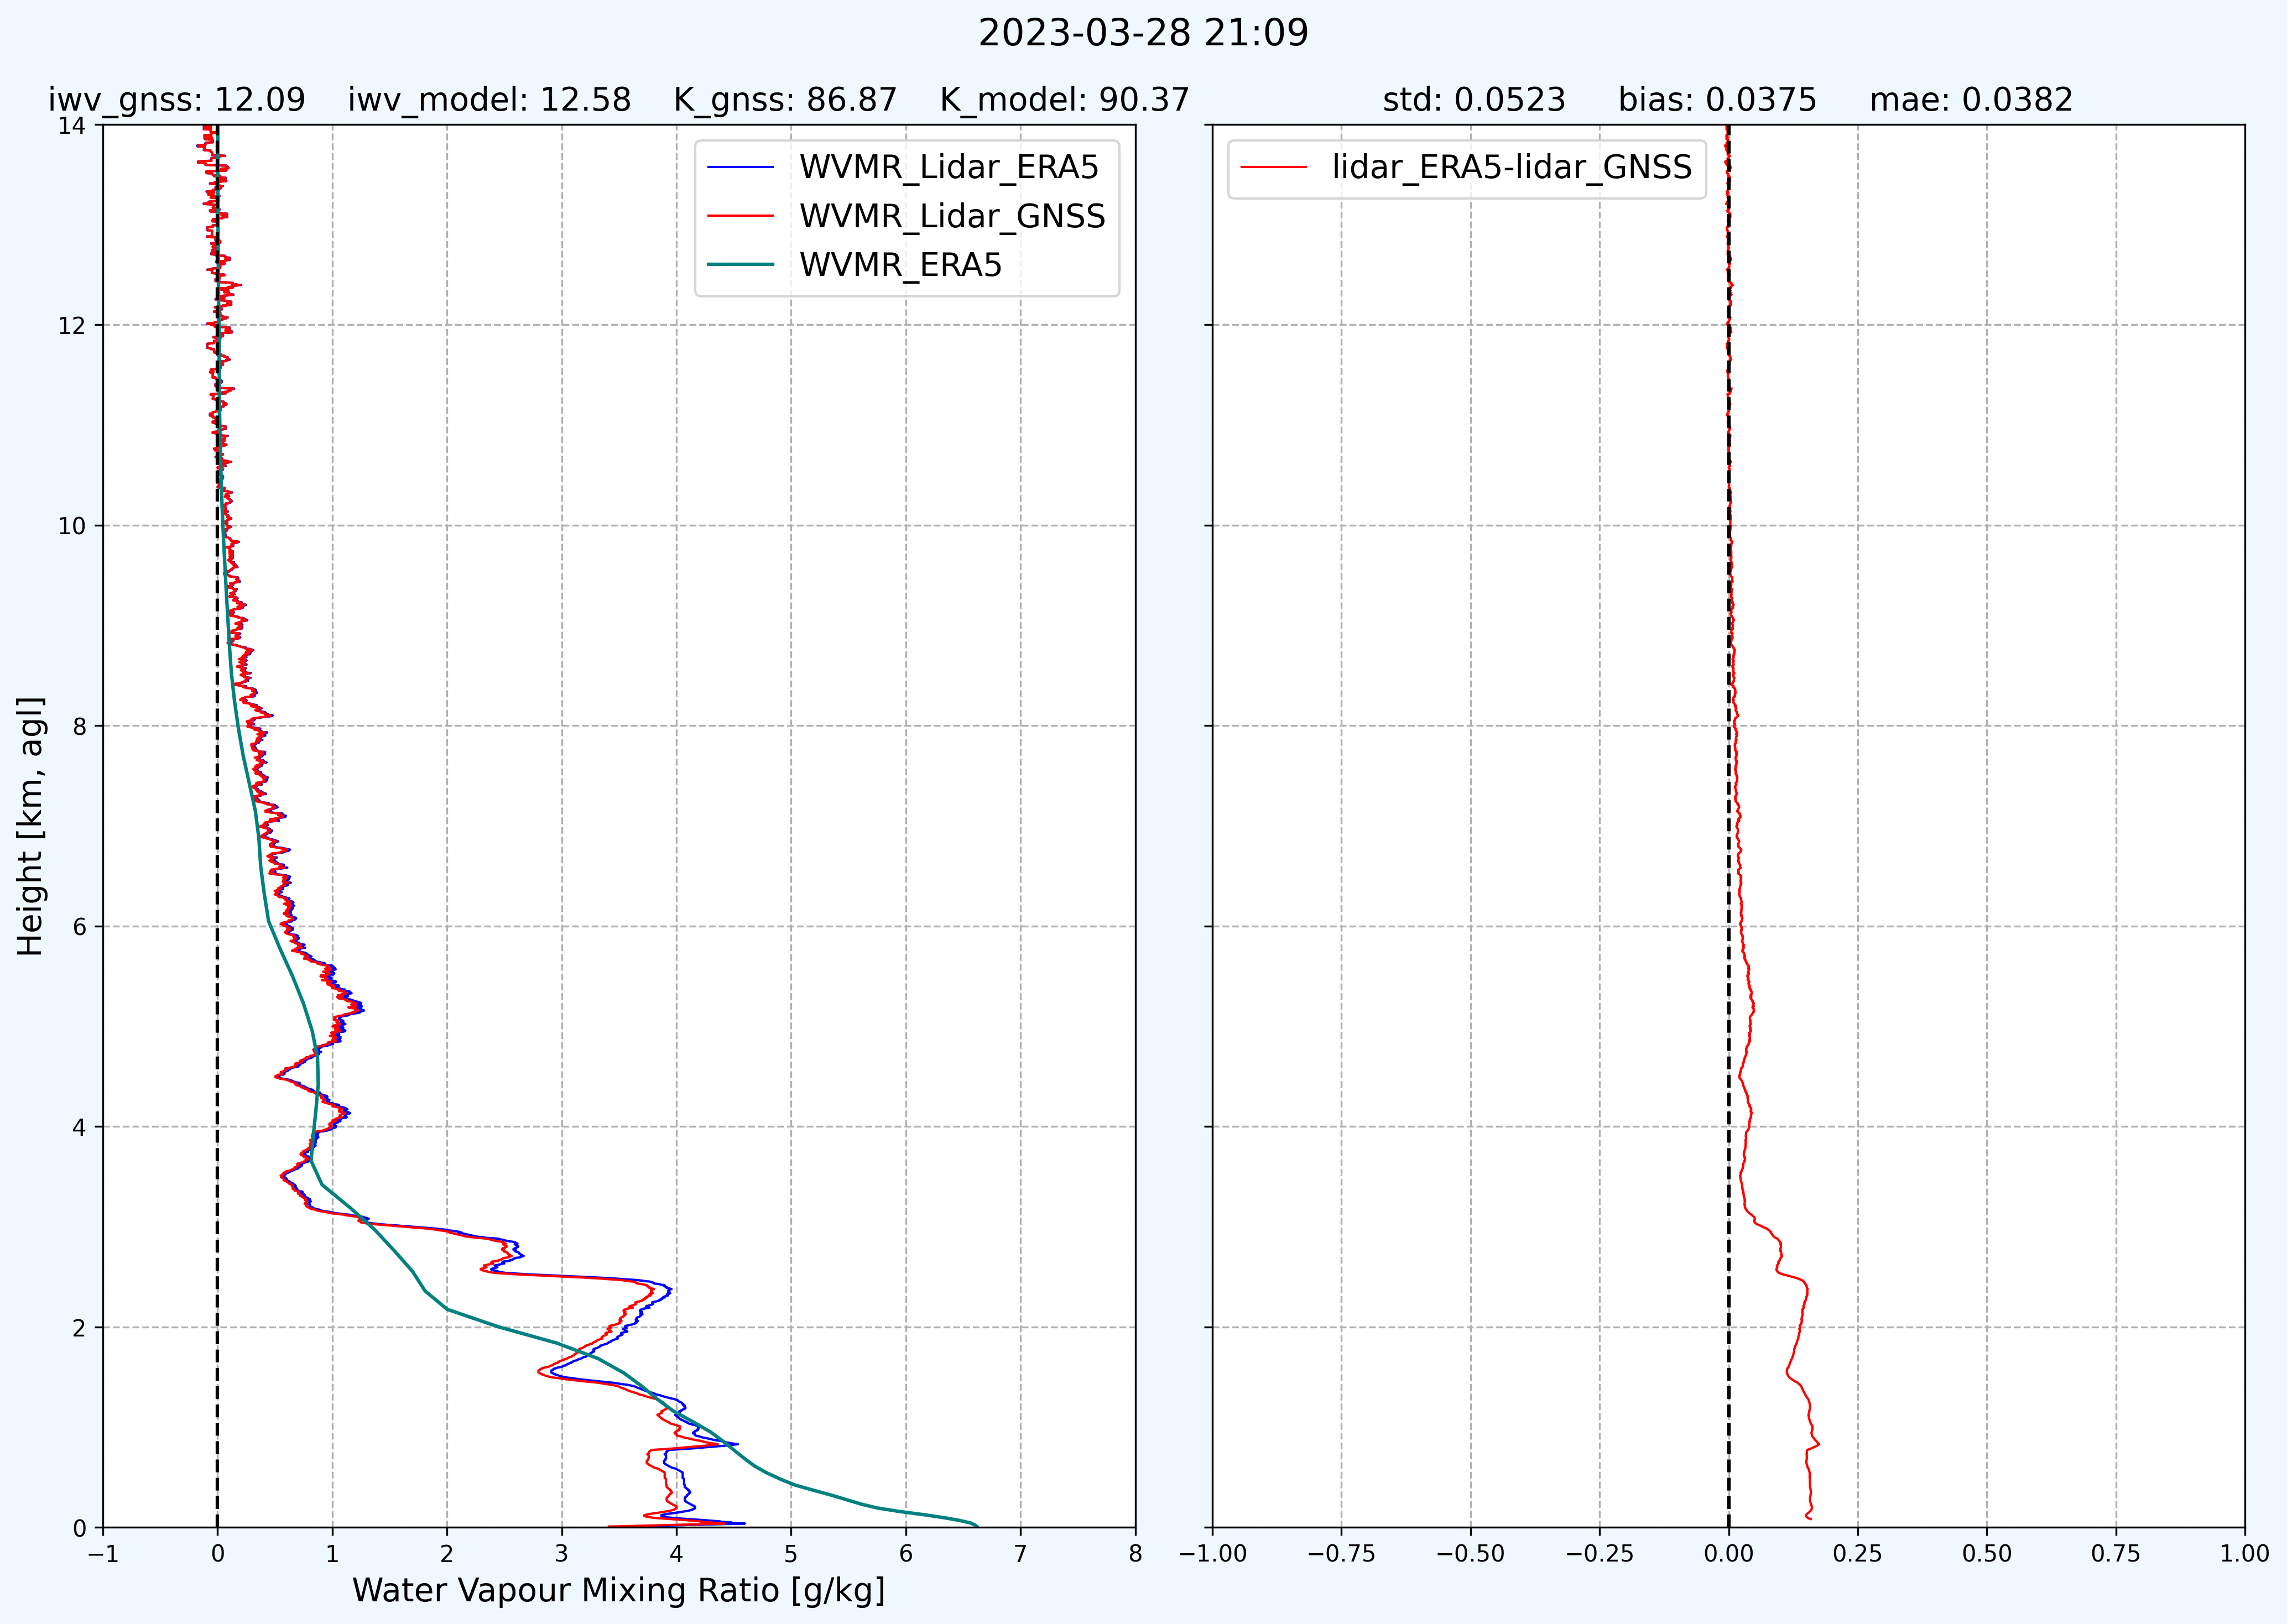 2023-03-28 21:09
iwv_gnss: 12.09 iwv_model: 12.58 K_gnss: 86.87 K_model: 90.37
std: 0.0523 bias: 0.0375 mae: 0.0382
WVMR_Lidar_ERA5
WVMR_Lidar_GNSS
WVMR_ERA5
lidar_ERA5-lidar_GNSS
14
12
10
8
6
4
2
0
Height [km, agl]
−1 0 1 2 3 4 5 6 7 8
Water Vapour Mixing Ratio [g/kg]
−1.00 −0.75 −0.50 −0.25 0.00 0.25 0.50 0.75 1.00